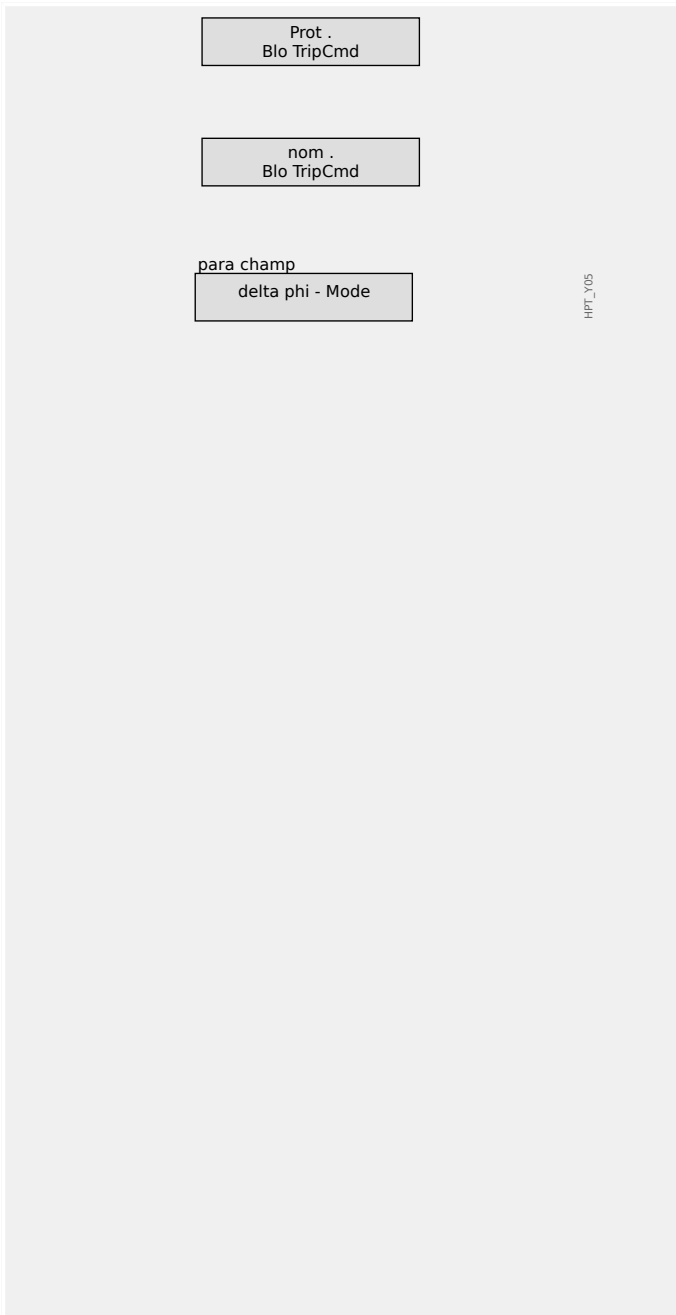 Prot .
Blo TripCmd
nom .
Blo TripCmd
para champ
delta phi - Mode
HPT_Y05